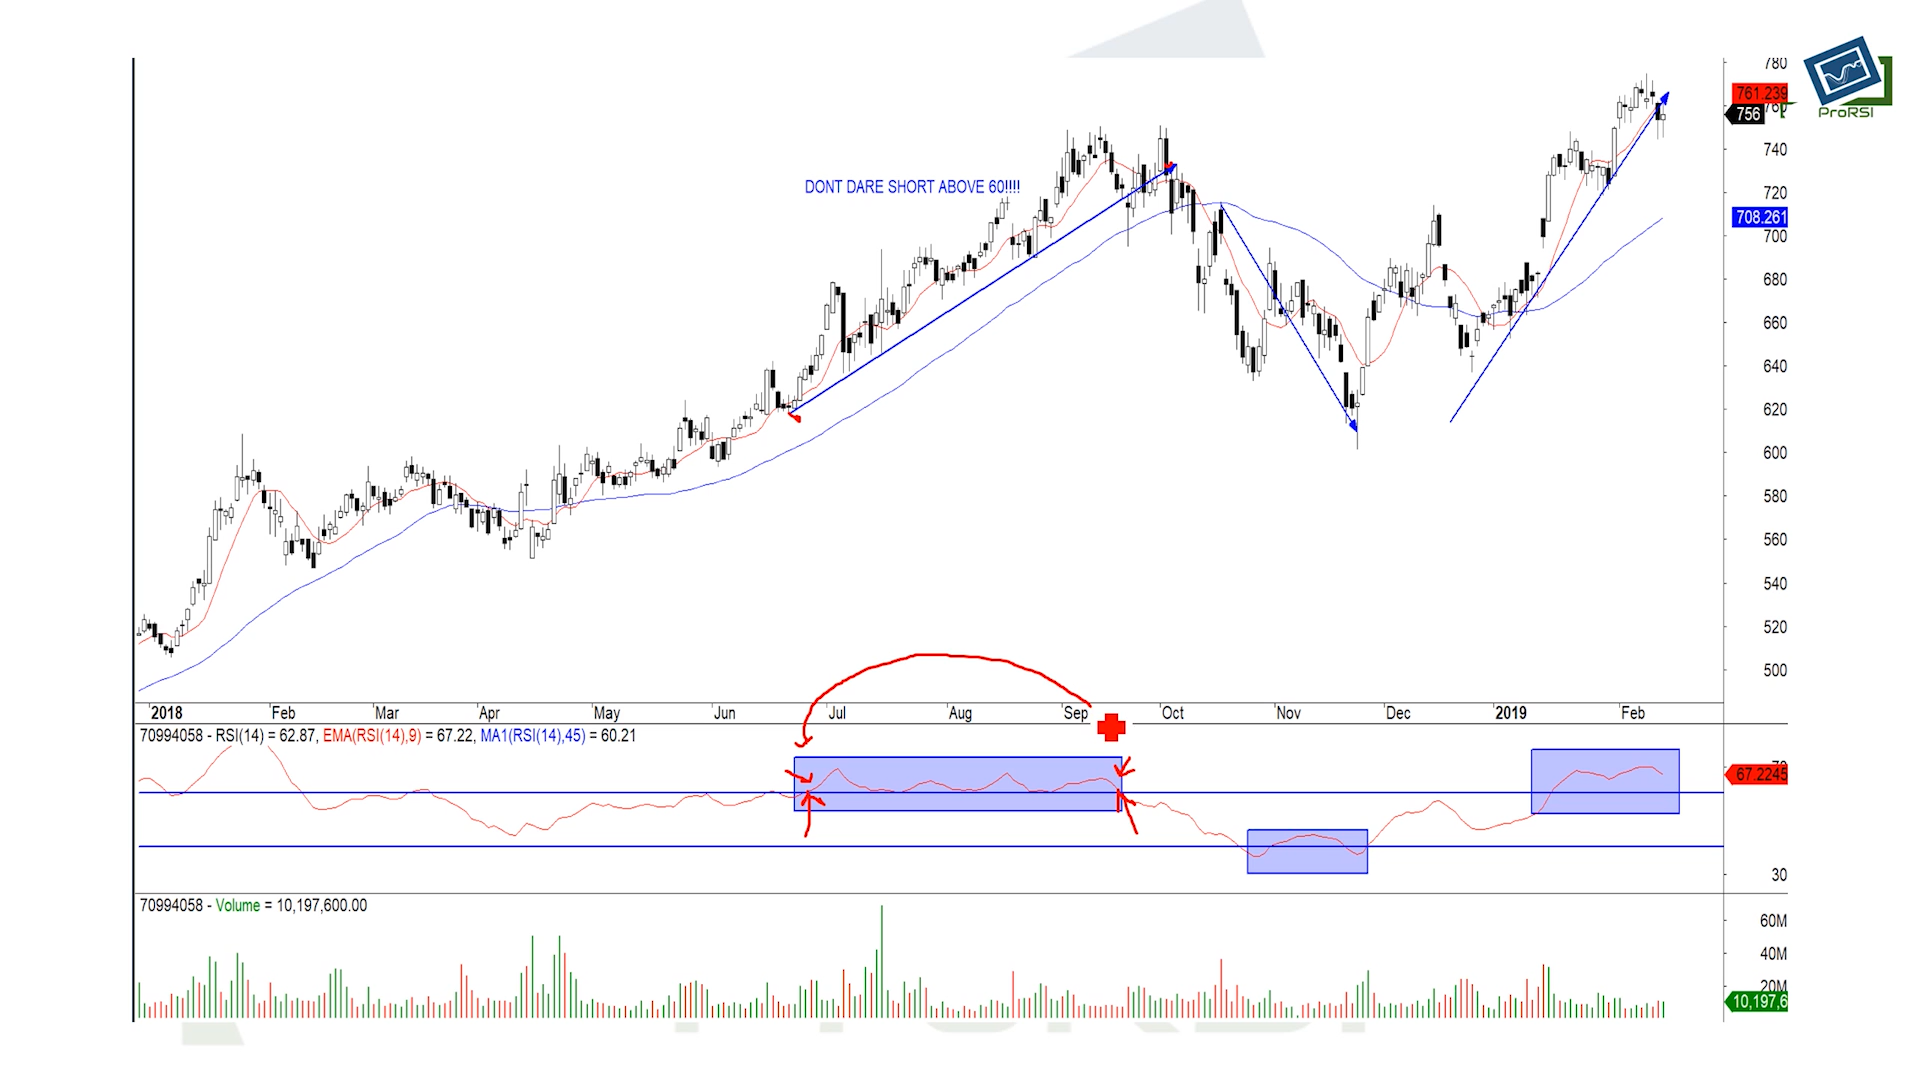 780
761.239
760
756
ProRSI
740
DONT DARE SHORT ABOVE 60!!!!
720
708.261
700
680
660
640
620
600
580
560
540
520
500
2018 Feb Mar Apr May Jun Jul Aug Sep Oct Nov Dec 2019 Feb
70994058 - RSI(14) = 62.87, EMA(RSI(14),9) = 67.22, MA1(RSI(14),45) = 60.21
70
67.2245
30
70994058 - Volume = 10,197,600.00
60M
40M
20M
10,197,6